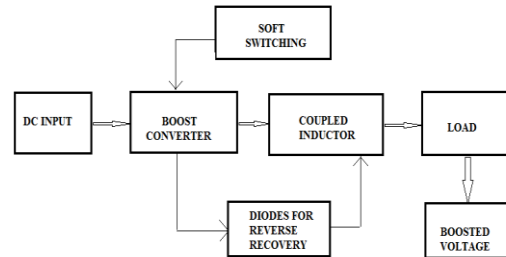 SOFT
SWITCHING
DC INPUT
BOOST
CONVERTER
COUPLED
INDUCTOR
LOAD
DIODES FOR
REVERSE
RECOVERY
BOOSTED
VOLTAGE